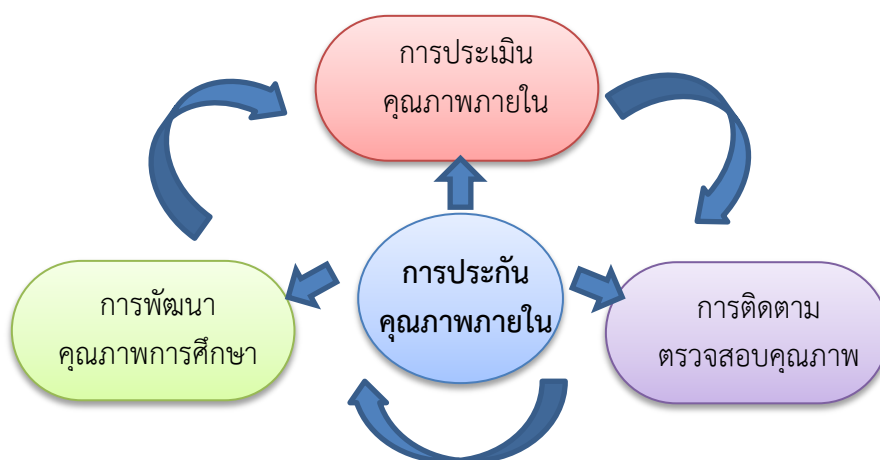 การประเมิน
คุณภาพภายใน
การประกัน
คุณภาพภายใน
การพัฒนา
คุณภาพการศึกษา
การติดตาม
ตรวจสอบคุณภาพ